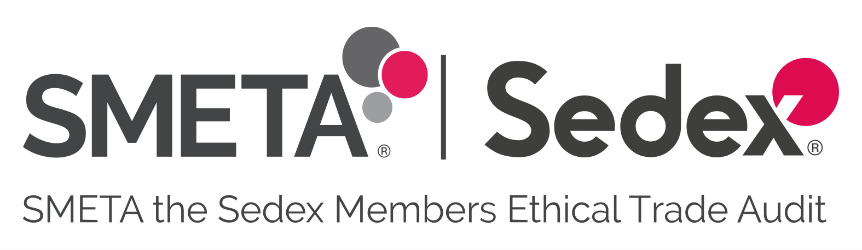 SMETA® | Sedex®
SMETA the Sedex Members Ethical Trade Audit